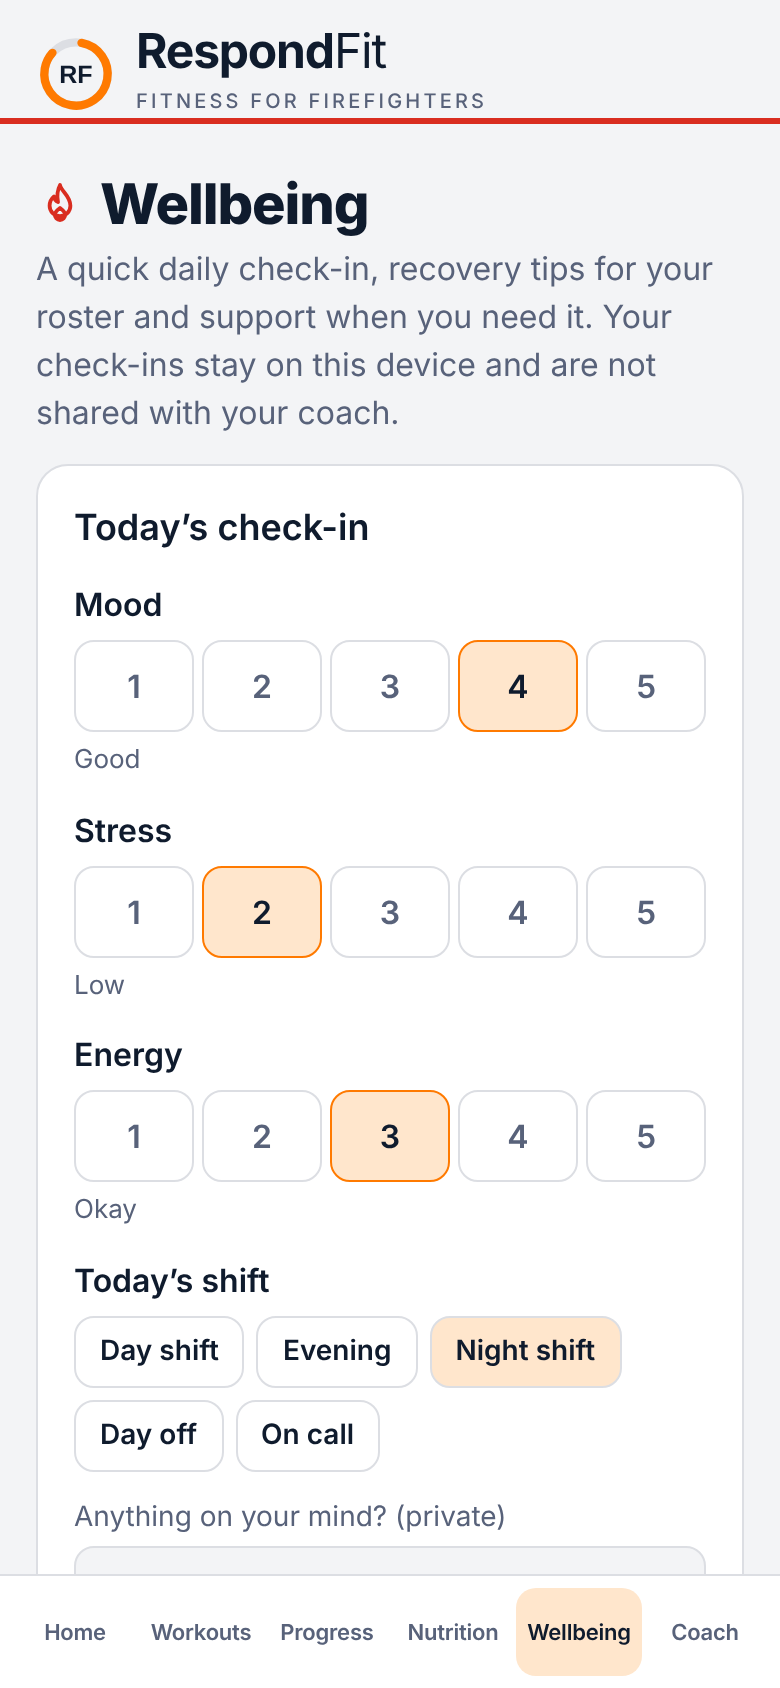 RF
RespondFit
FITNESS FOR FIREFIGHTERS
Wellbeing
A quick daily check-in, recovery tips for your
roster and support when you need it. Your
check-ins stay on this device and are not
shared with your coach.
Today’s check-in
Mood
1 2 3 4 5
Good
Stress
1 2 3 4 5
Low
Energy
1 2 3 4 5
Okay
Today’s shift
Day shift Evening Night shift
Day off On call
Anything on your mind? (private)
Home Workouts Progress Nutrition Wellbeing Coach